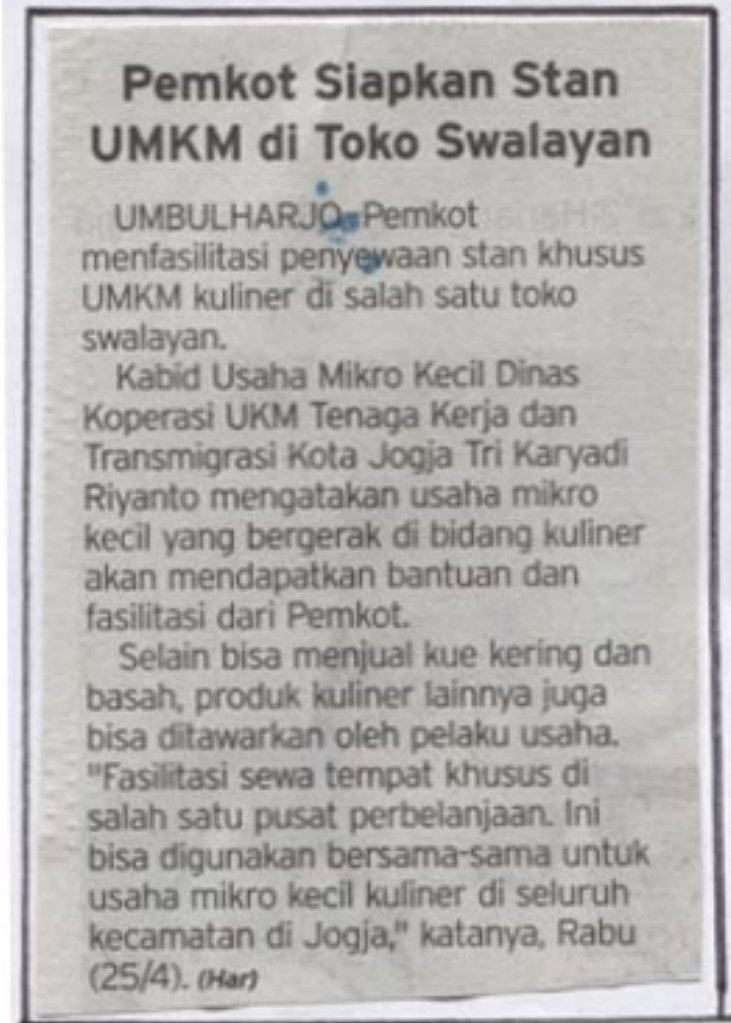 Pemkot Siapkan Stan
UMKM di Toko Swalayan
UMBULHARJO-Pemkot
menfasilitasi penyewaan stan khusus
UMKM kuliner di salah satu toko
swalayan.
Kabid Usaha Mikro Kecil Dinas
Koperasi UKM Tenaga Kerja dan
Transmigrasi Kota Jogja Tri Karyadi
Riyanto mengatakan usaha mikro
kecil yang bergerak di bidang kuliner
akan mendapatkan bantuan dan
fasilitasi dari Pemkot.
Selain bisa menjual kue kering dan
basah, produk kuliner lainnya juga
bisa ditawarkan oleh pelaku usaha.
"Fasilitasi sewa tempat khusus di
salah satu pusat perbelanjaan. Ini
bisa digunakan bersama-sama untuk
usaha mikro kecil kuliner di seluruh
kecamatan di Jogja," katanya, Rabu
(25/4). (Har)